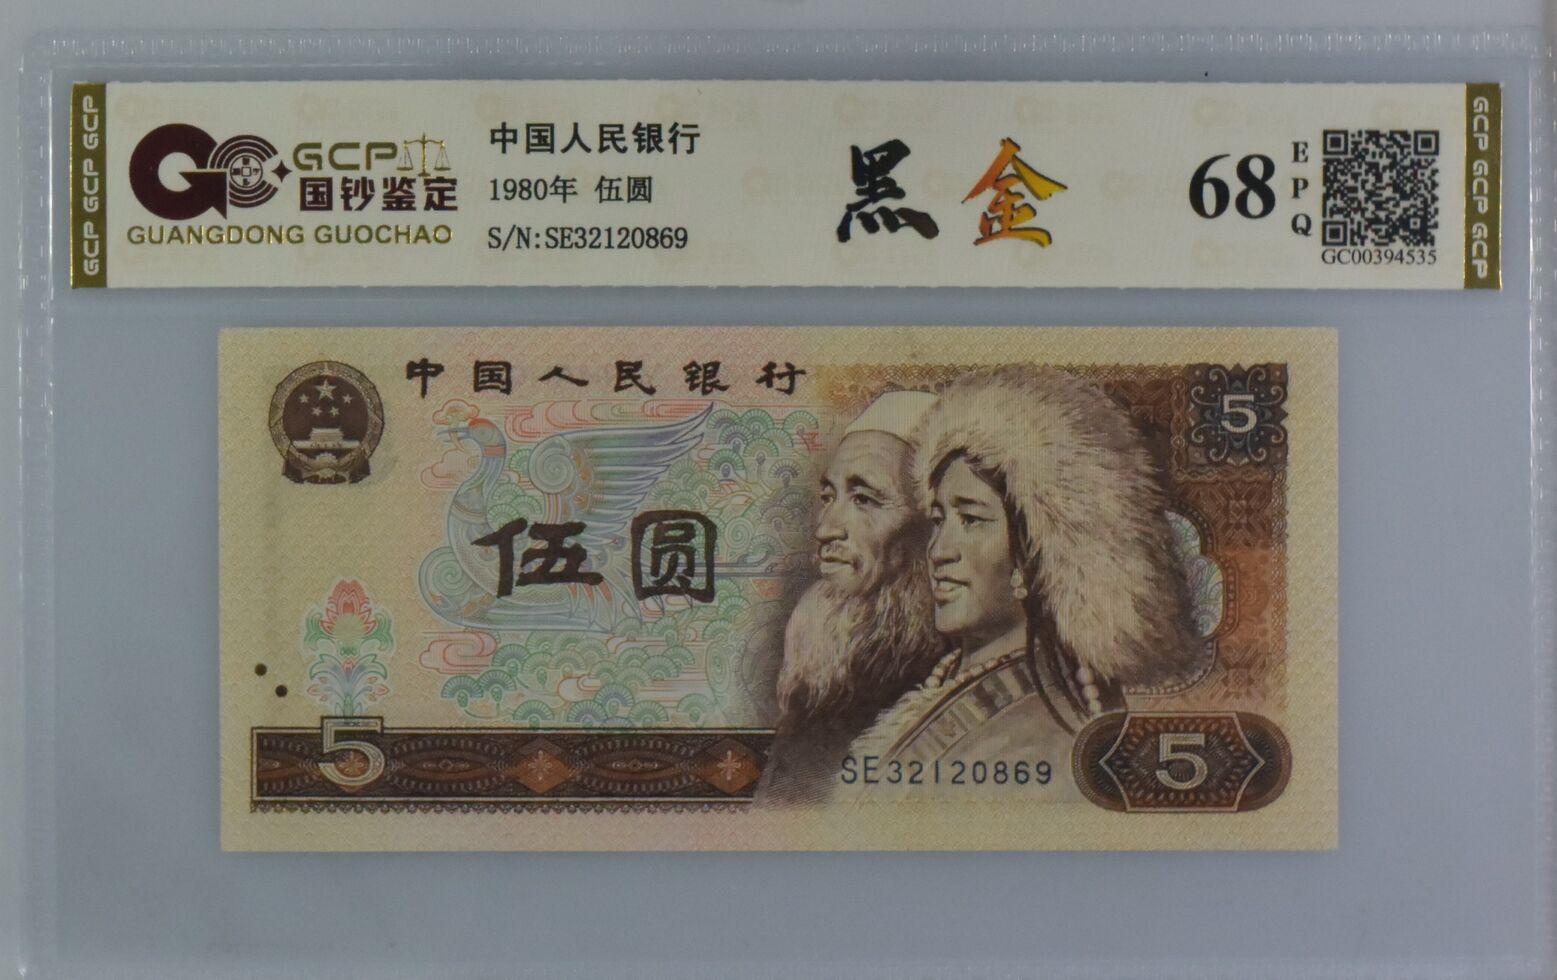 GCP GCP GCP
GCP
国钞鉴定
GUANGDONG GUOCHAO
中国人民银行
1980年 伍圆
S/N:SE32120869
黑金
68
EPQ
GC00394535
GCP GCP GCP
中国人民银行
5
伍圆
5
SE32120869
5